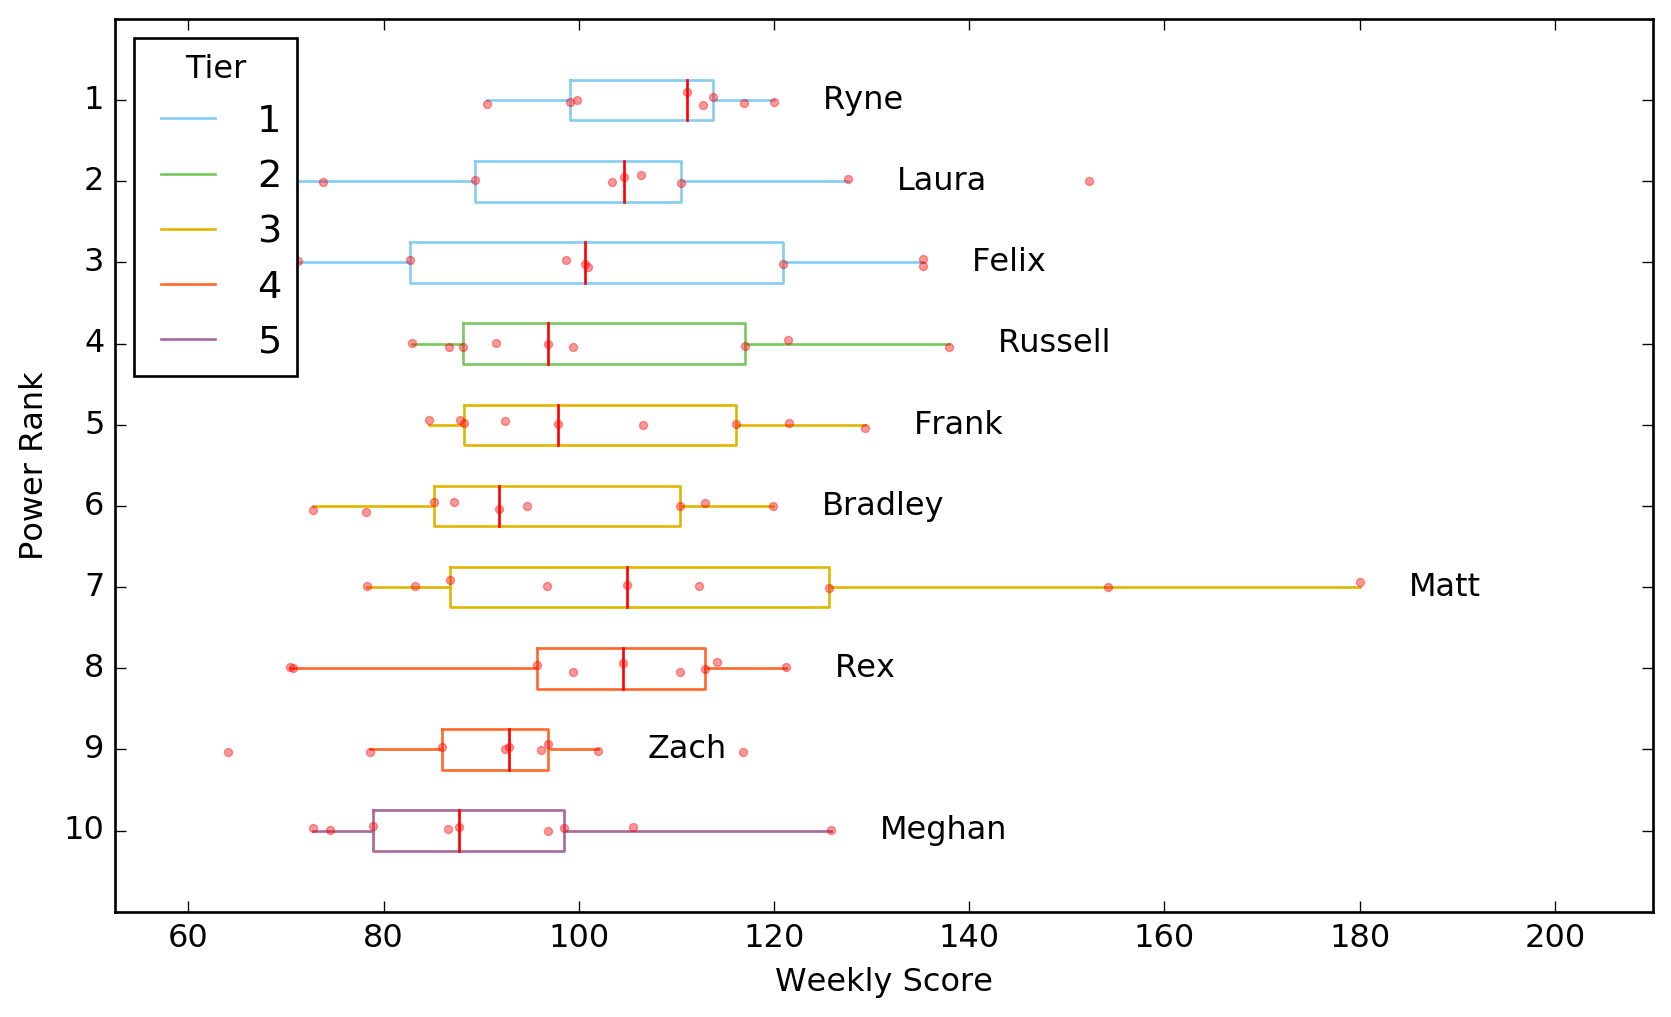 Tier
1
2
3
4
5
Power Rank
1 Ryne
2 Laura
3 Felix
4 Russell
5 Frank
6 Bradley
7 Matt
8 Rex
9 Zach
10 Meghan
60 80 100 120 140 160 180 200
Weekly Score